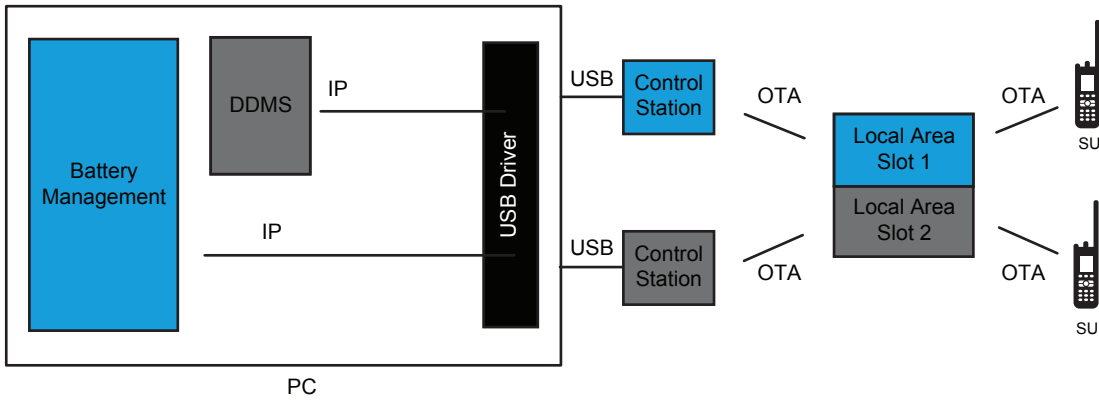 Battery
Management
DDMS
IP
IP
USB Driver
PC
USB
Control
Station
USB
Control
Station
OTA
OTA
Local Area
Slot 1
Local Area
Slot 2
OTA
OTA
SU
SU